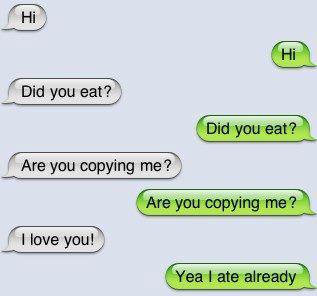 Hi
Hi
Did you eat?
Did you eat?
Are you copying me?
Are you copying me?
I love you!
Yea I ate already